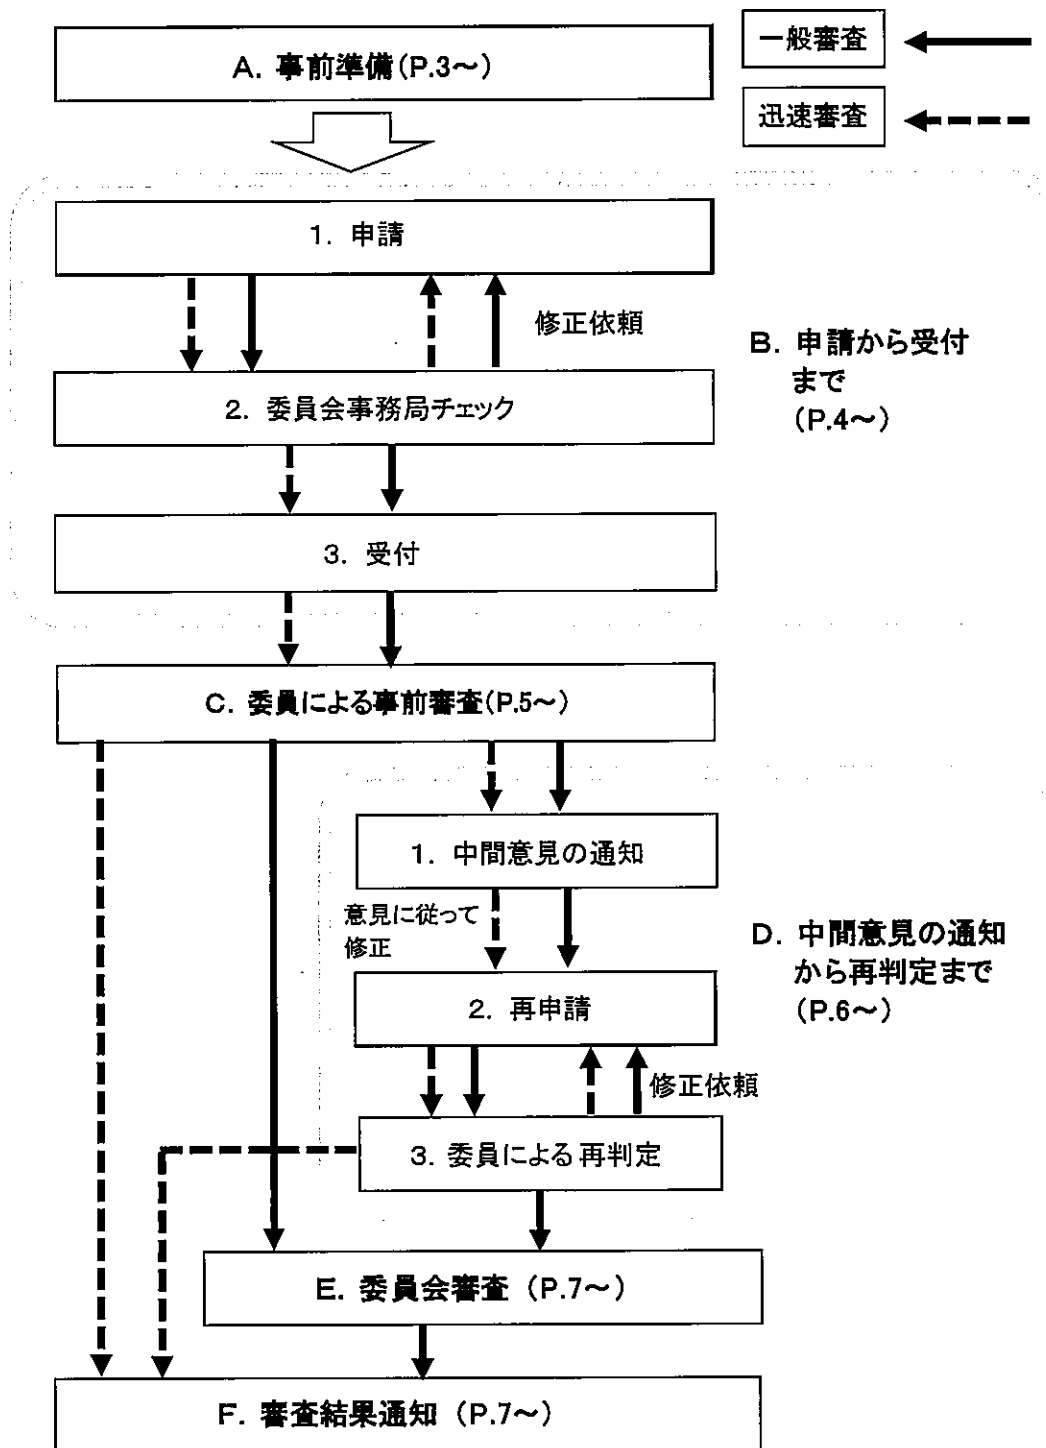 A. 事前準備(P.3～)
一般審査
迅速審査
1. 申請
修正依頼
B. 申請から受付
まで
(P.4～)
2. 委員会事務局チェック
3. 受付
C. 委員による事前審査(P.5～)
1. 中間意見の通知
意見に従って
修正
D. 中間意見の通知
から再判定まで
(P.6～)
2. 再申請
修正依頼
3. 委員による再判定
E. 委員会審査 (P.7～)
F. 審査結果通知 (P.7～)